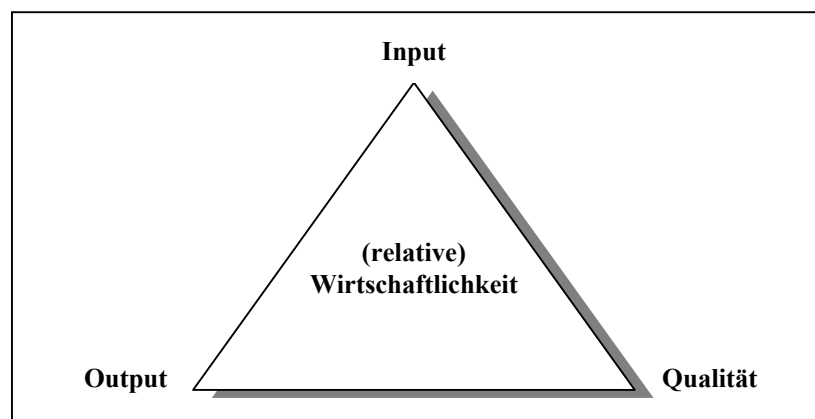 Input
(relative)
Wirtschaftlichkeit
Output
Qualität